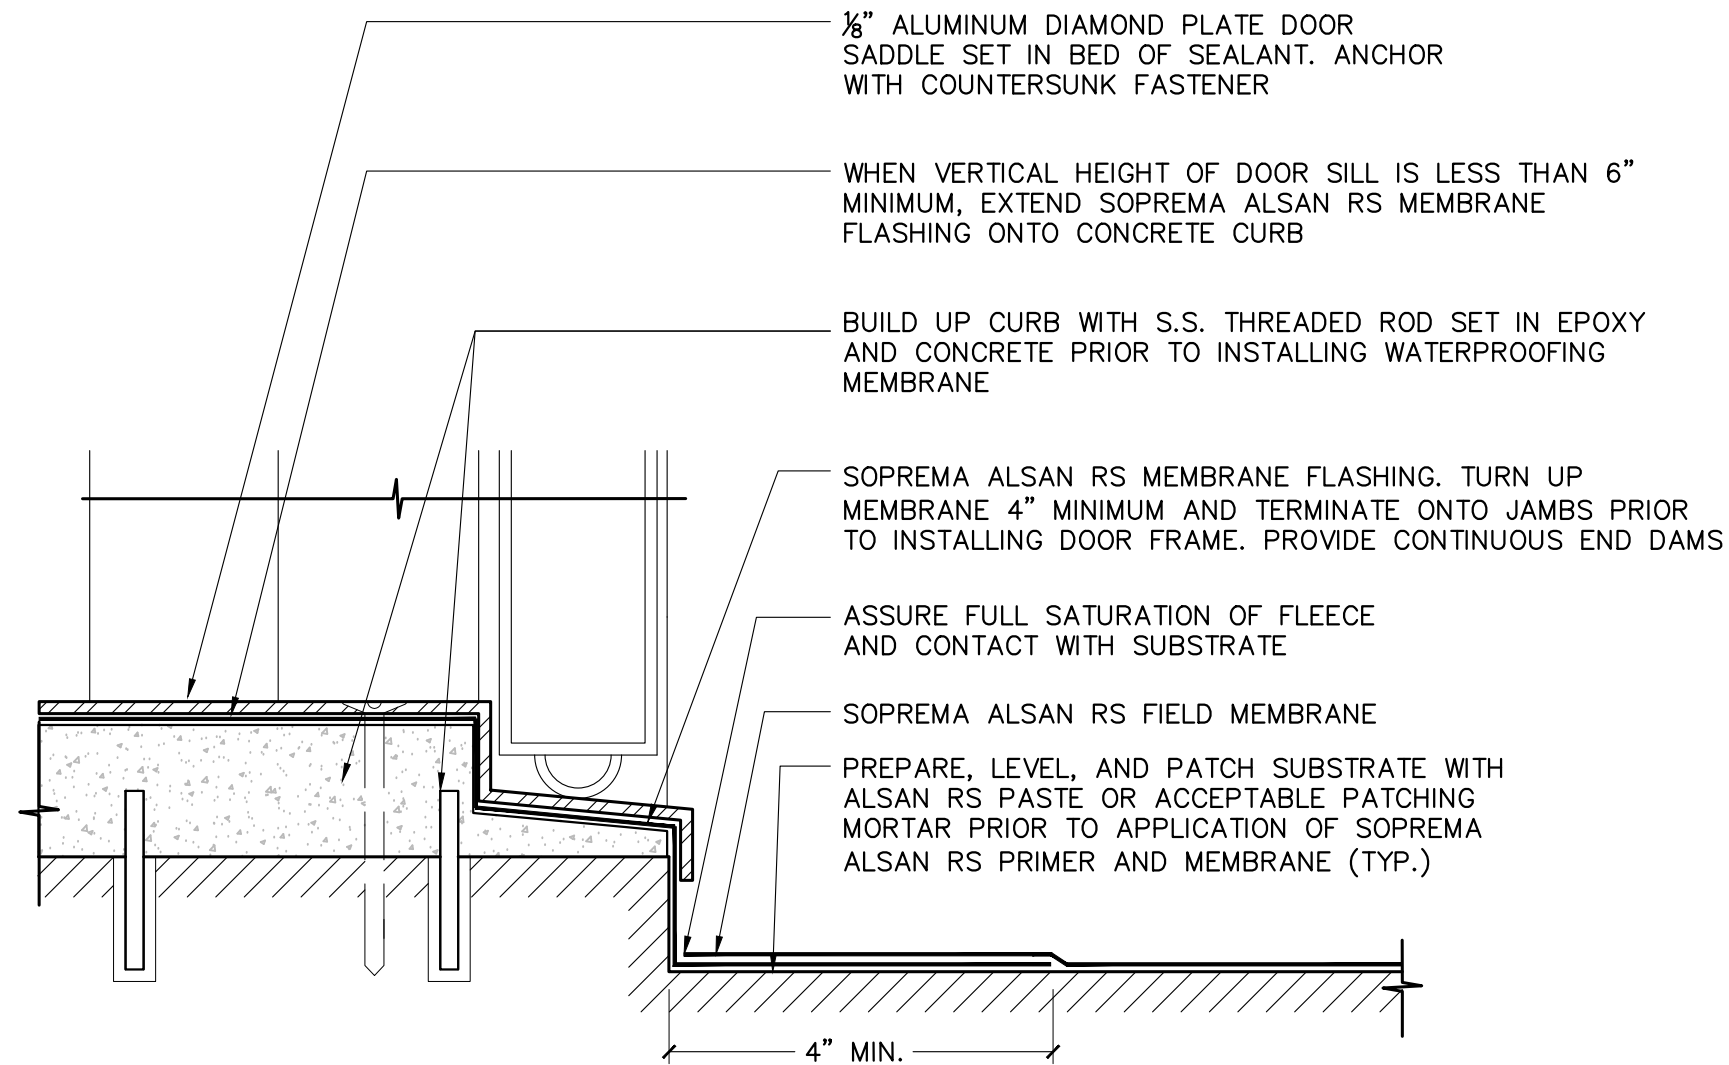 ⅛” ALUMINUM DIAMOND PLATE DOOR
SADDLE SET IN BED OF SEALANT. ANCHOR
WITH COUNTERSUNK FASTENER
WHEN VERTICAL HEIGHT OF DOOR SILL IS LESS THAN 6”
MINIMUM, EXTEND SOPREMA ALSAN RS MEMBRANE
FLASHING ONTO CONCRETE CURB
BUILD UP CURB WITH S.S. THREADED ROD SET IN EPOXY
AND CONCRETE PRIOR TO INSTALLING WATERPROOFING
MEMBRANE
SOPREMA ALSAN RS MEMBRANE FLASHING. TURN UP
MEMBRANE 4” MINIMUM AND TERMINATE ONTO JAMBS PRIOR
TO INSTALLING DOOR FRAME. PROVIDE CONTINUOUS END DAMS
ASSURE FULL SATURATION OF FLEECE
AND CONTACT WITH SUBSTRATE
SOPREMA ALSAN RS FIELD MEMBRANE
PREPARE, LEVEL, AND PATCH SUBSTRATE WITH
ALSAN RS PASTE OR ACCEPTABLE PATCHING
MORTAR PRIOR TO APPLICATION OF SOPREMA
ALSAN RS PRIMER AND MEMBRANE (TYP.)
4” MIN.